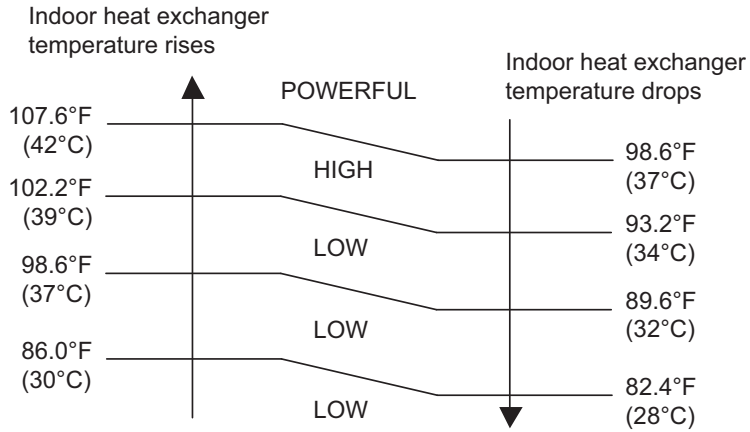 Indoor heat exchanger
temperature rises
Indoor heat exchanger
temperature drops
POWERFUL
107.6°F
(42°C)
98.6°F
(37°C)
HIGH
102.2°F
(39°C)
93.2°F
(34°C)
LOW
98.6°F
(37°C)
89.6°F
(32°C)
LOW
86.0°F
(30°C)
82.4°F
(28°C)
LOW